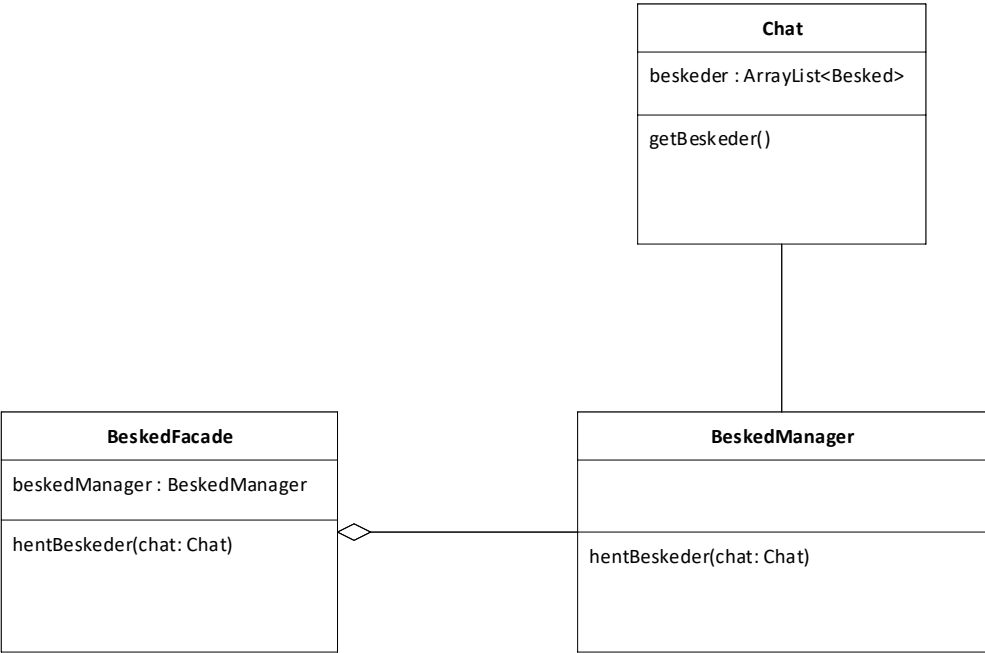 Chat
beskeder : ArrayList<Besked>
getBeskeder()
BeskedFacade
beskedManager : BeskedManager
hentBeskeder(chat: Chat)
BeskedManager
hentBeskeder(chat: Chat)